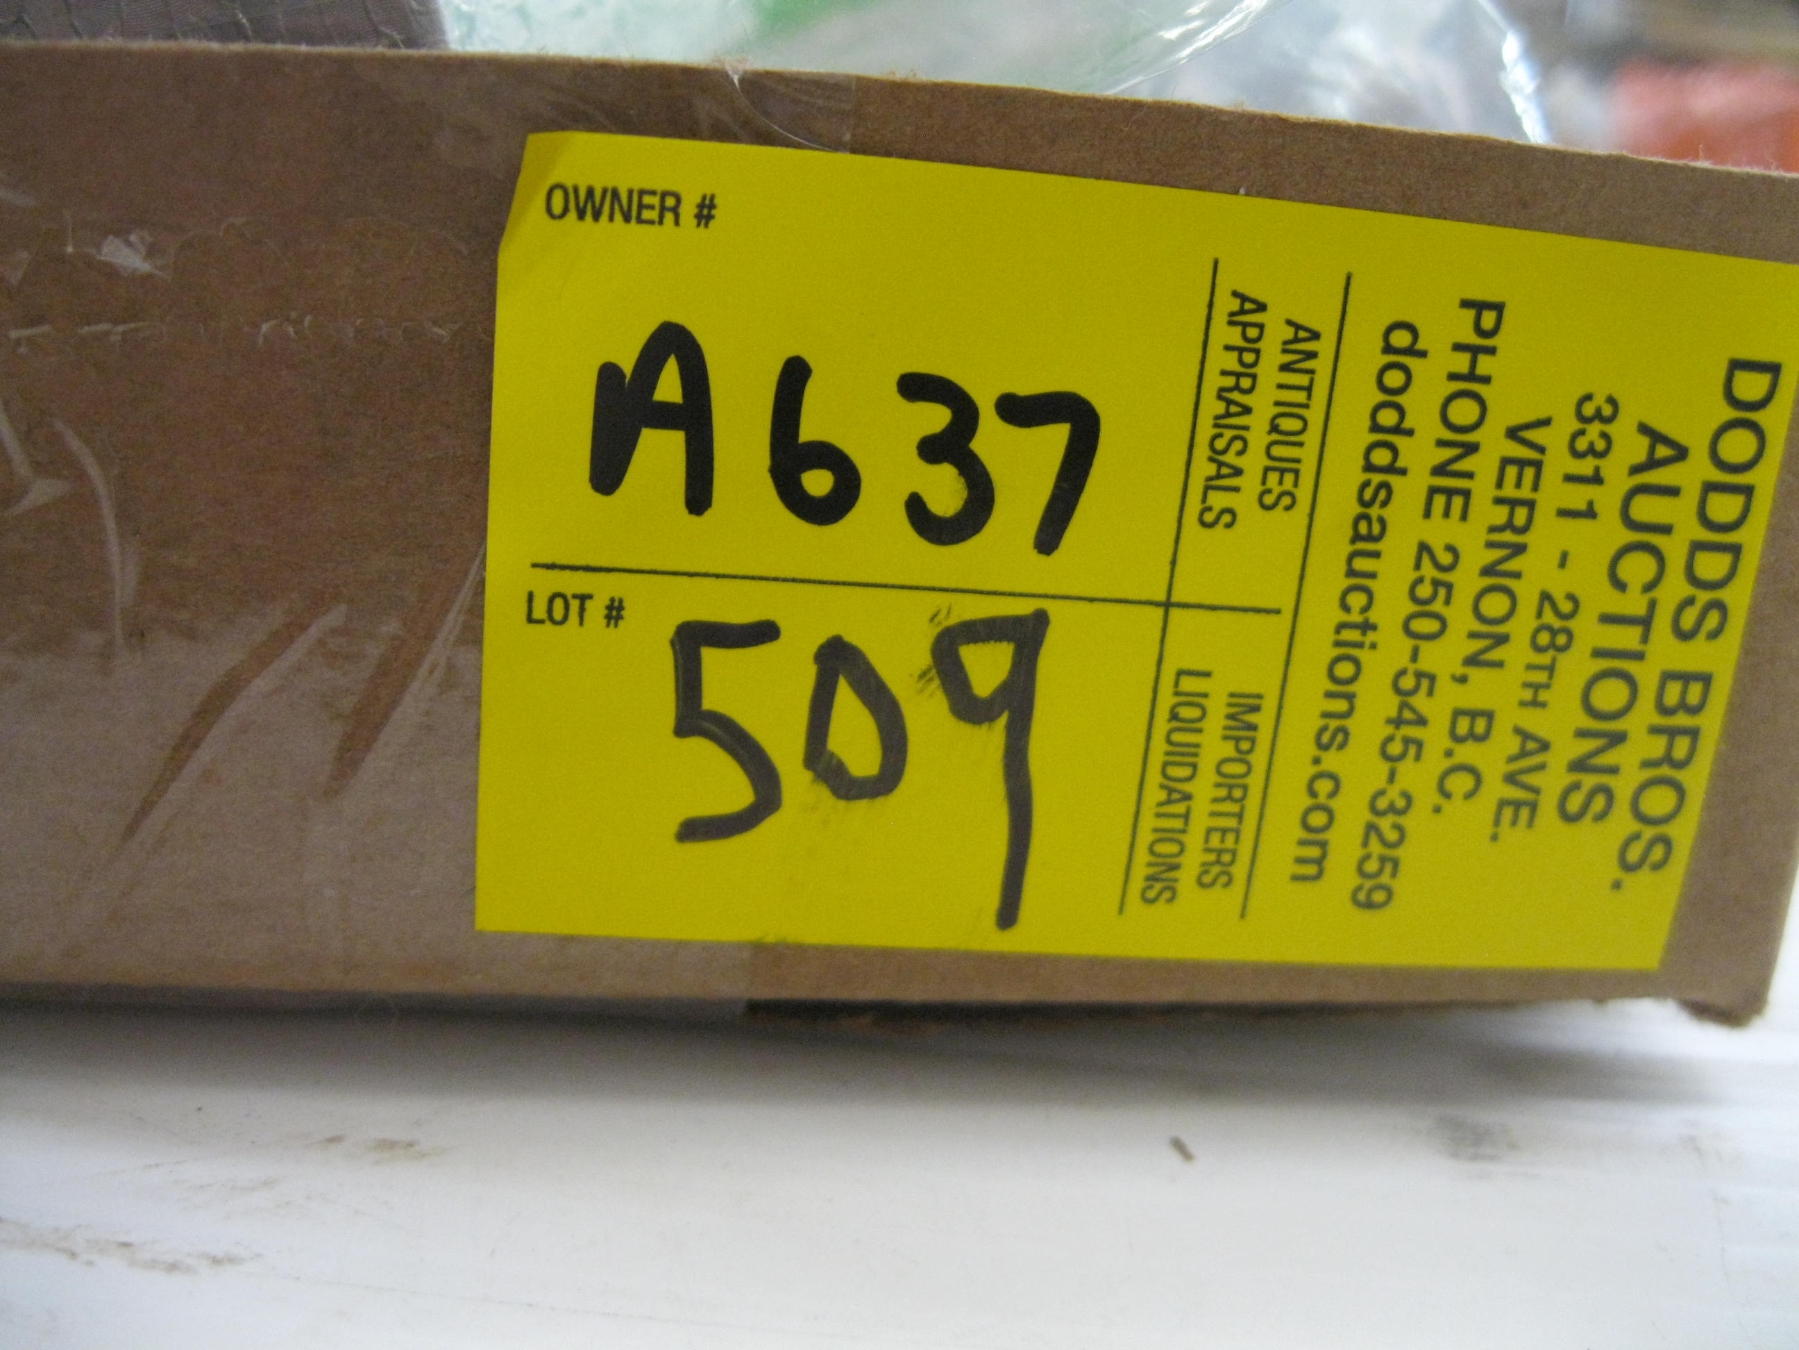 OWNER #
A637
LOT #
509
DODDS BROS.
AUCTIONS
3311 - 28TH AVE.
VERNON, B.C.
PHONE 250-545-3259
doddsauctions.com
ANTIQUES
APPRAISALS
IMPORTERS
LIQUIDATIONS